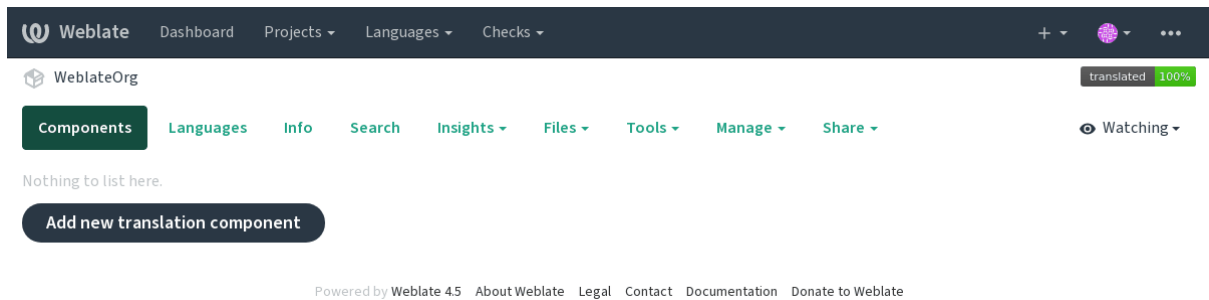 Weblate Dashboard Projects Languages Checks
WeblateOrg translated 100%
Components Languages Info Search Insights Files Tools Manage Share Watching
Nothing to list here.
Add new translation component
Powered by Weblate 4.5 About Weblate Legal Contact Documentation Donate to Weblate